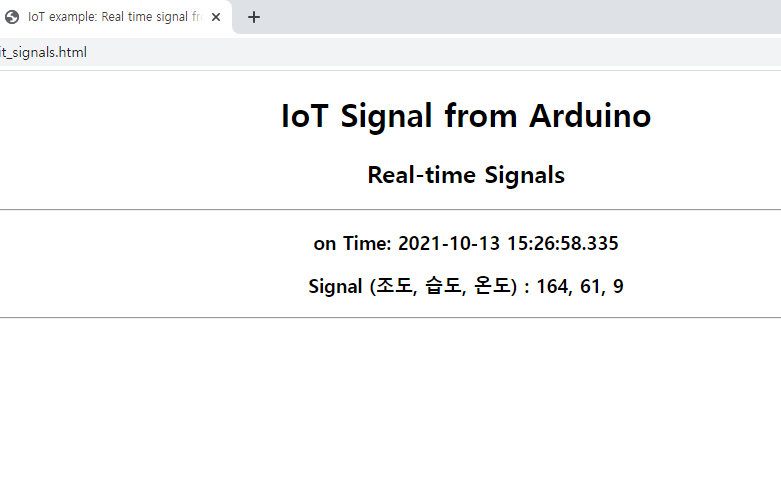 IoT example: Real time signal fr
it_signals.html
IoT Signal from Arduino
Real-time Signals
on Time: 2021-10-13 15:26:58.335
Signal (조도, 습도, 온도) : 164, 61, 9